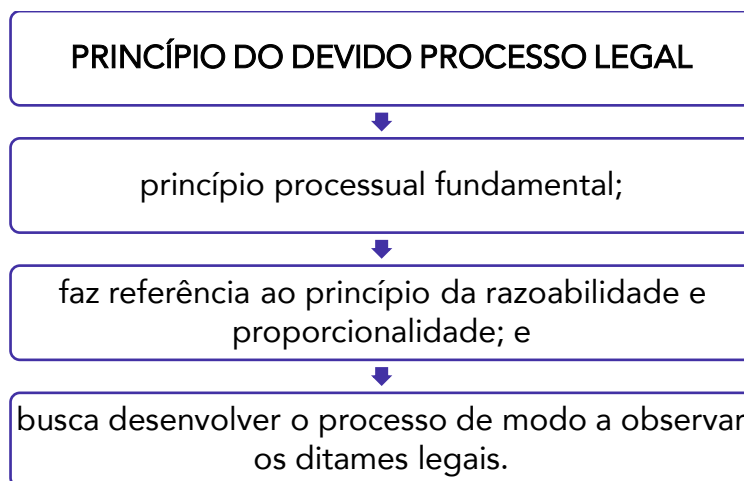 PRINCÍPIO DO DEVIDO PROCESSO LEGAL
princípio processual fundamental;
faz referência ao princípio da razoabilidade e
proporcionalidade; e
busca desenvolver o processo de modo a observar
os ditames legais.